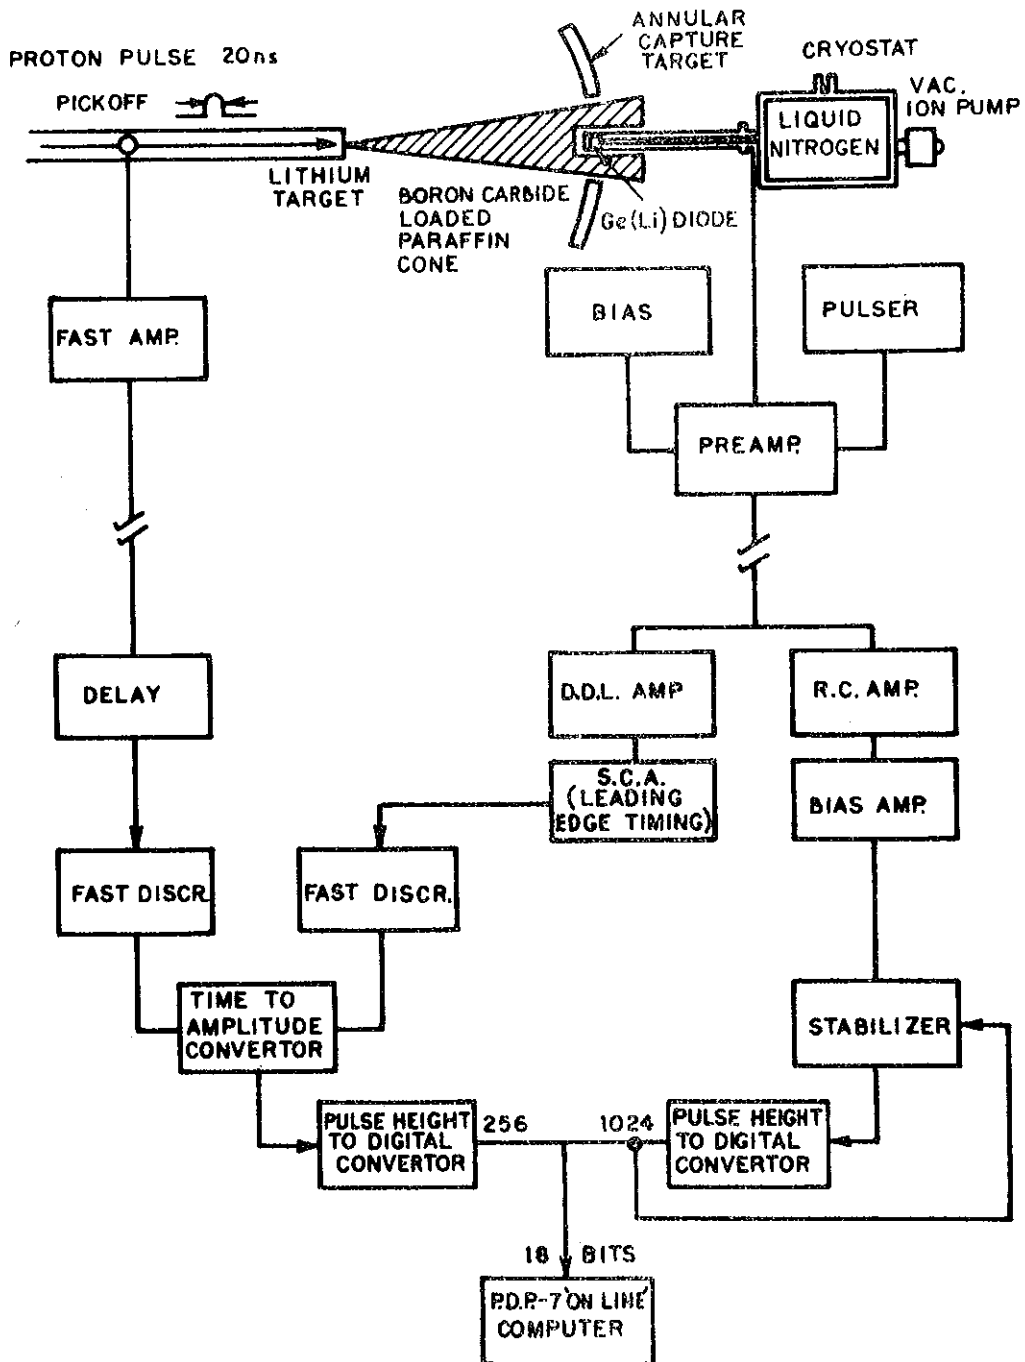 PROTON PULSE 20ns
PICKOFF
ANNULAR
CAPTURE
TARGET
CRYOSTAT
VAC.
ION PUMP
LIQUID
NITROGEN
LITHIUM
TARGET
BORON CARBIDE
LOADED
PARAFFIN
CONE
Ge(Li) DIODE
FAST AMP.
BIAS
PULSER
PREAMP.
DELAY
D.D.L. AMP
R.C. AMP.
S.C.A.
(LEADING
EDGE TIMING)
BIAS AMP.
FAST DISCR.
FAST DISCR.
TIME TO
AMPLITUDE
CONVERTOR
STABILIZER
PULSE HEIGHT
TO DIGITAL
CONVERTOR
256
1024
PULSE HEIGHT
TO DIGITAL
CONVERTOR
18 BITS
P.D.P.-7 'ON LINE'
COMPUTER